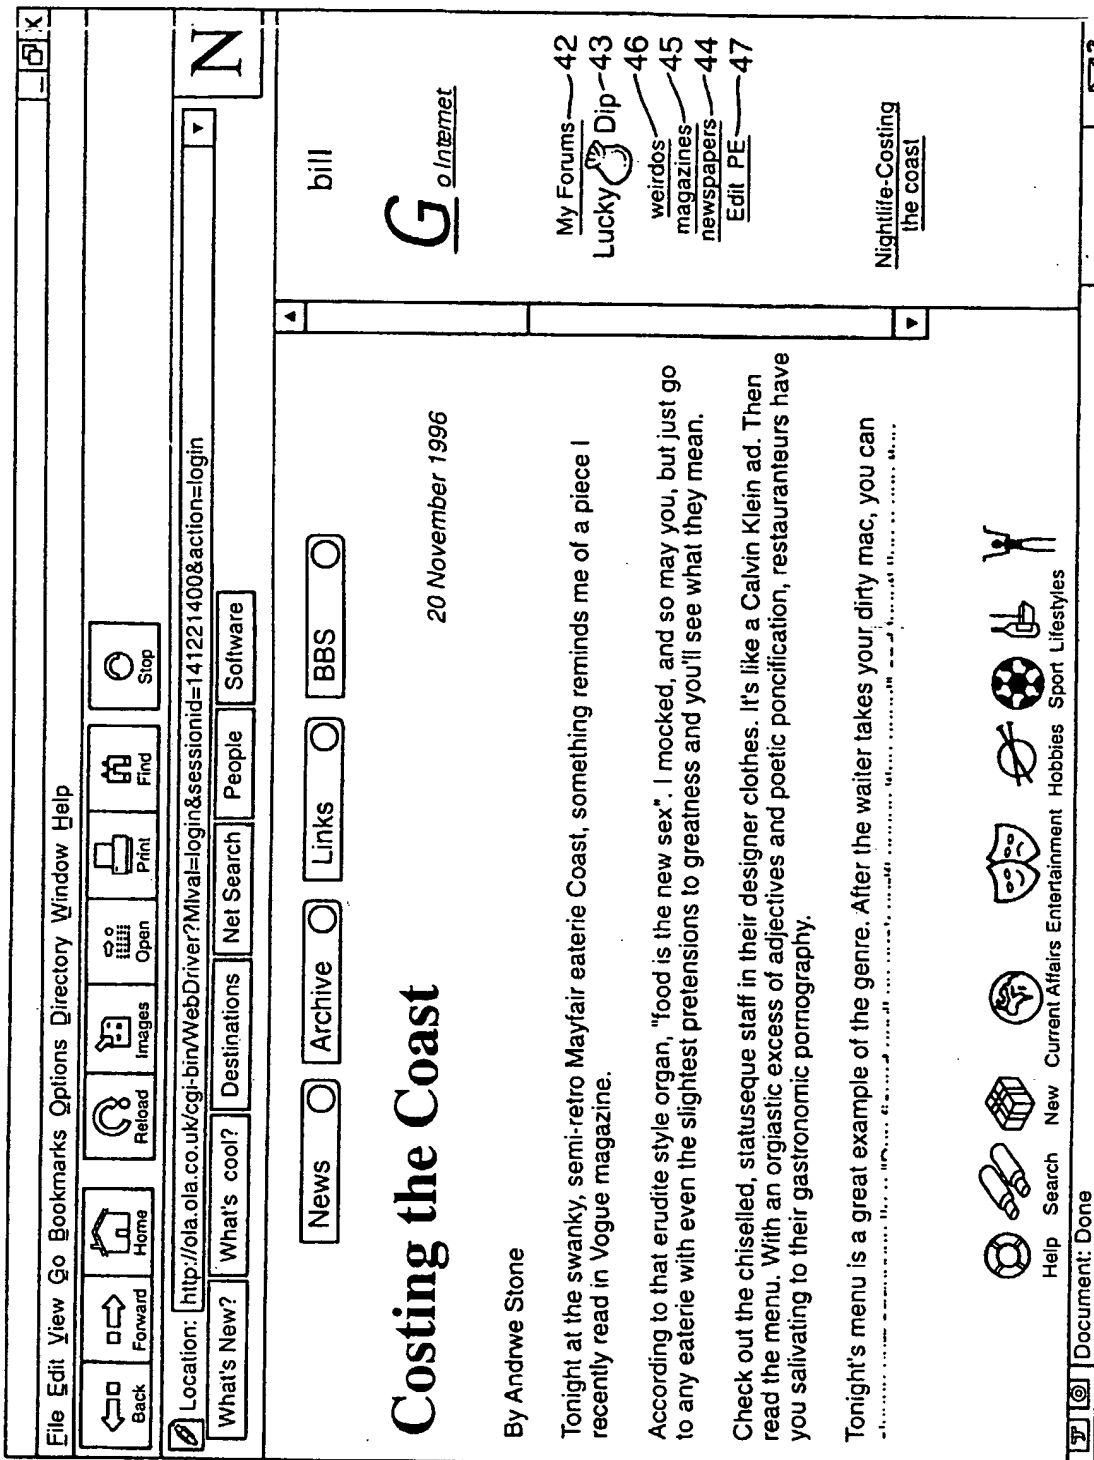 File Edit View Go Bookmarks Options Directory Window Help
Back Forward Home Reload Images Open Print Find Stop
Location: http://ola.ola.co.uk/cgi-bin/WebDriver?MIval=login&sessionid=141221400&action=login
N
What's New? What's cool? Destinations Net Search People Software
News Archive Links BBS
Costing the Coast
20 November 1996
By Andrwe Stone
Tonight at the swanky, semi-retro Mayfair eaterie Coast, something reminds me of a piece I
recently read in Vogue magazine.
According to that erudite style organ, "food is the new sex". I mocked, and so may you, but just go
to any eaterie with even the slightest pretensions to greatness and you'll see what they mean.
Check out the chiselled, statuseque staff in their designer clothes. It's like a Calvin Klein ad. Then
read the menu. With an orgiastic excess of adjectives and poetic poncification, restauranteurs have
you salivating to their gastronomic pornography.
Tonight's menu is a great example of the genre. After the waiter takes your dirty mac, you can
bill
Go Internet
My Forums 42
Lucky Dip 43
weirdos 46
magazines 45
newspapers 44
Edit PE 47
Nightlife-Costing
the coast
Help Search New Current Affairs Entertainment Hobbies Sport Lifestyles
Document: Done